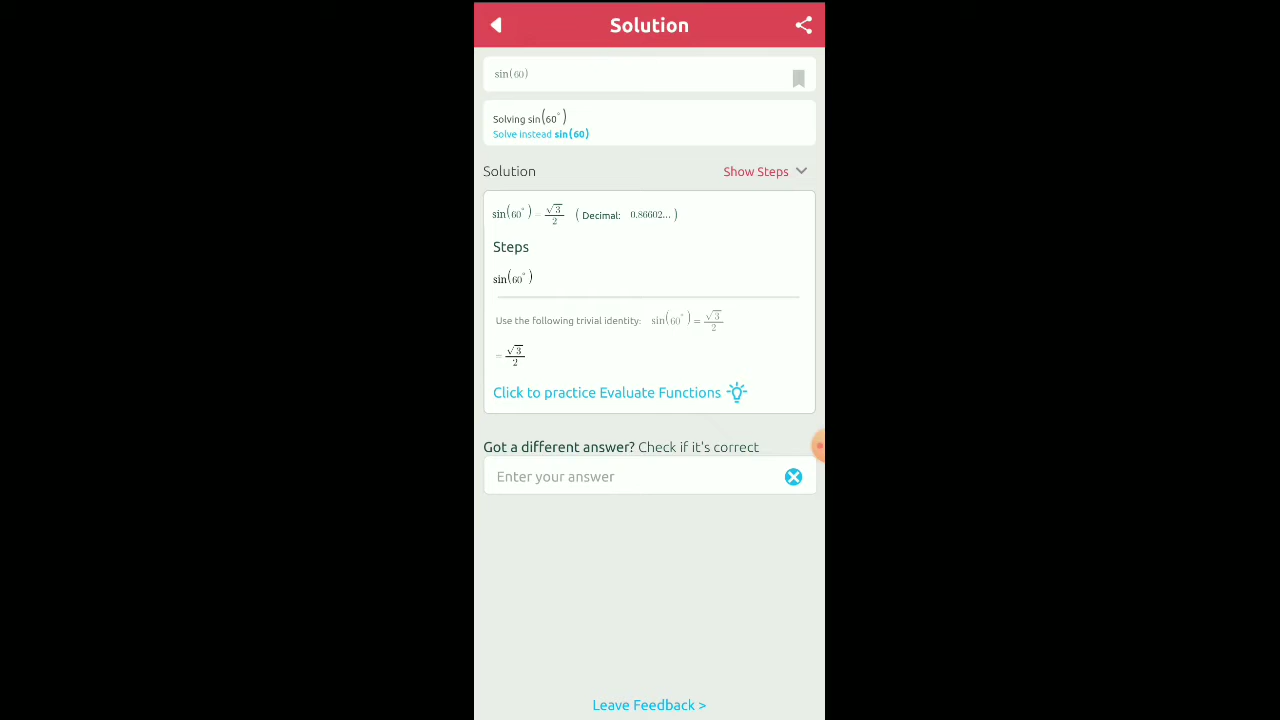 Solution
sin(60)
Solving sin(60°)
Solve instead sin(60)
Solution Show Steps
sin(60°) = √3/2 ( Decimal: 0.86602... )
Steps
sin(60°)
Use the following trivial identity: sin(60°) = √3/2
= √3/2
Click to practice Evaluate Functions
Got a different answer? Check if it's correct
Enter your answer
Leave Feedback >